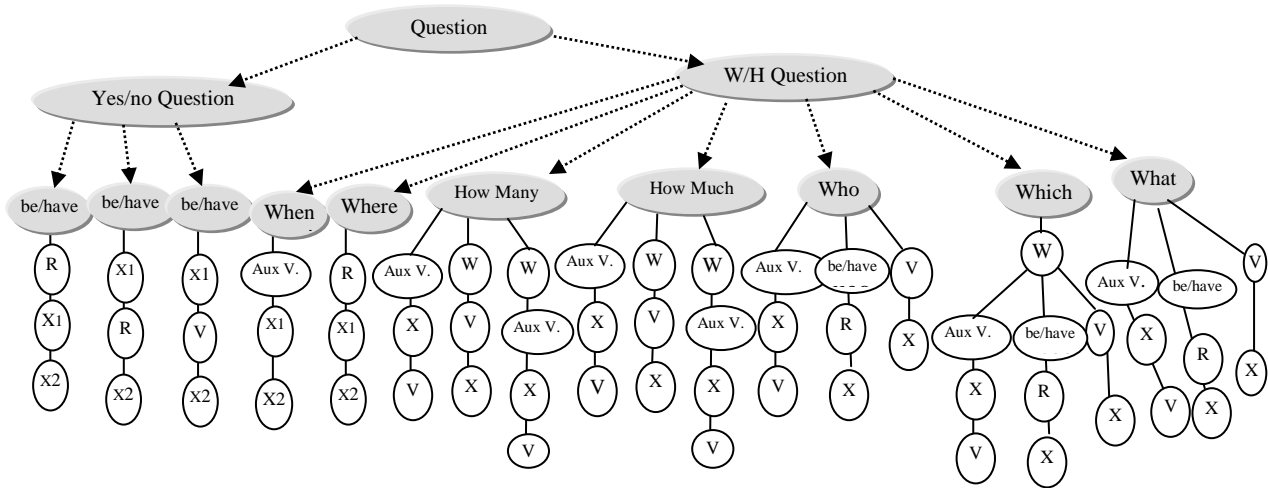 Question
W/H Question
Yes/no Question
be/have be/have be/have When Where How Many How Much Who Which What
R X1 X1 Aux V. R Aux V. W W Aux V. W W Aux V. be/have V W Aux V. be/have V
X1 R V X1 X1 X V Aux V. X V Aux V. X R X Aux V. be/have V X R X
X2 X2 X2 X2 X2 V X X V X X V X X R X V X
V V V X